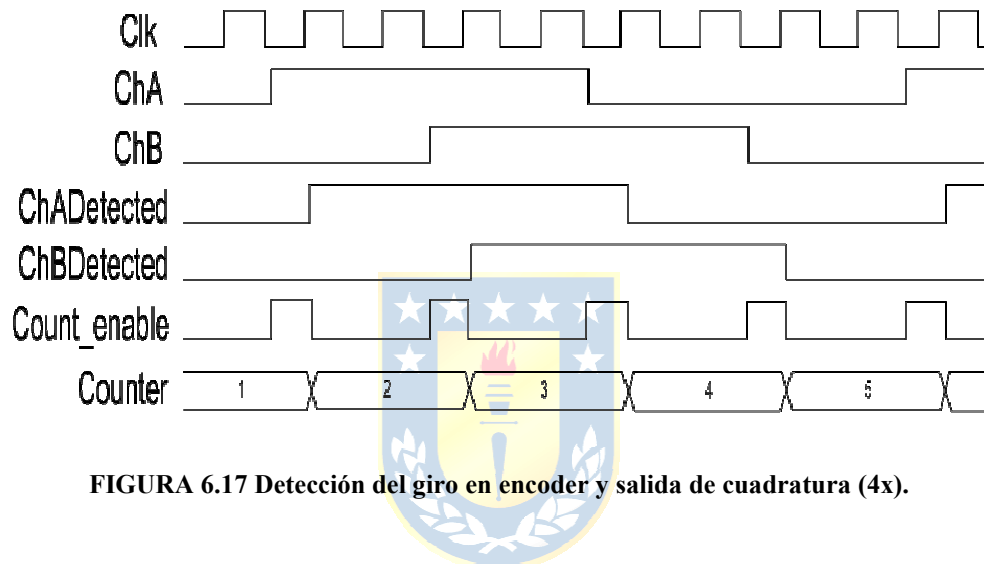 Clk
ChA
ChB
ChADetected
ChBDetected
Count_enable
Counter 1 2 3 4 5
FIGURA 6.17 Detección del giro en encoder y salida de cuadratura (4x).